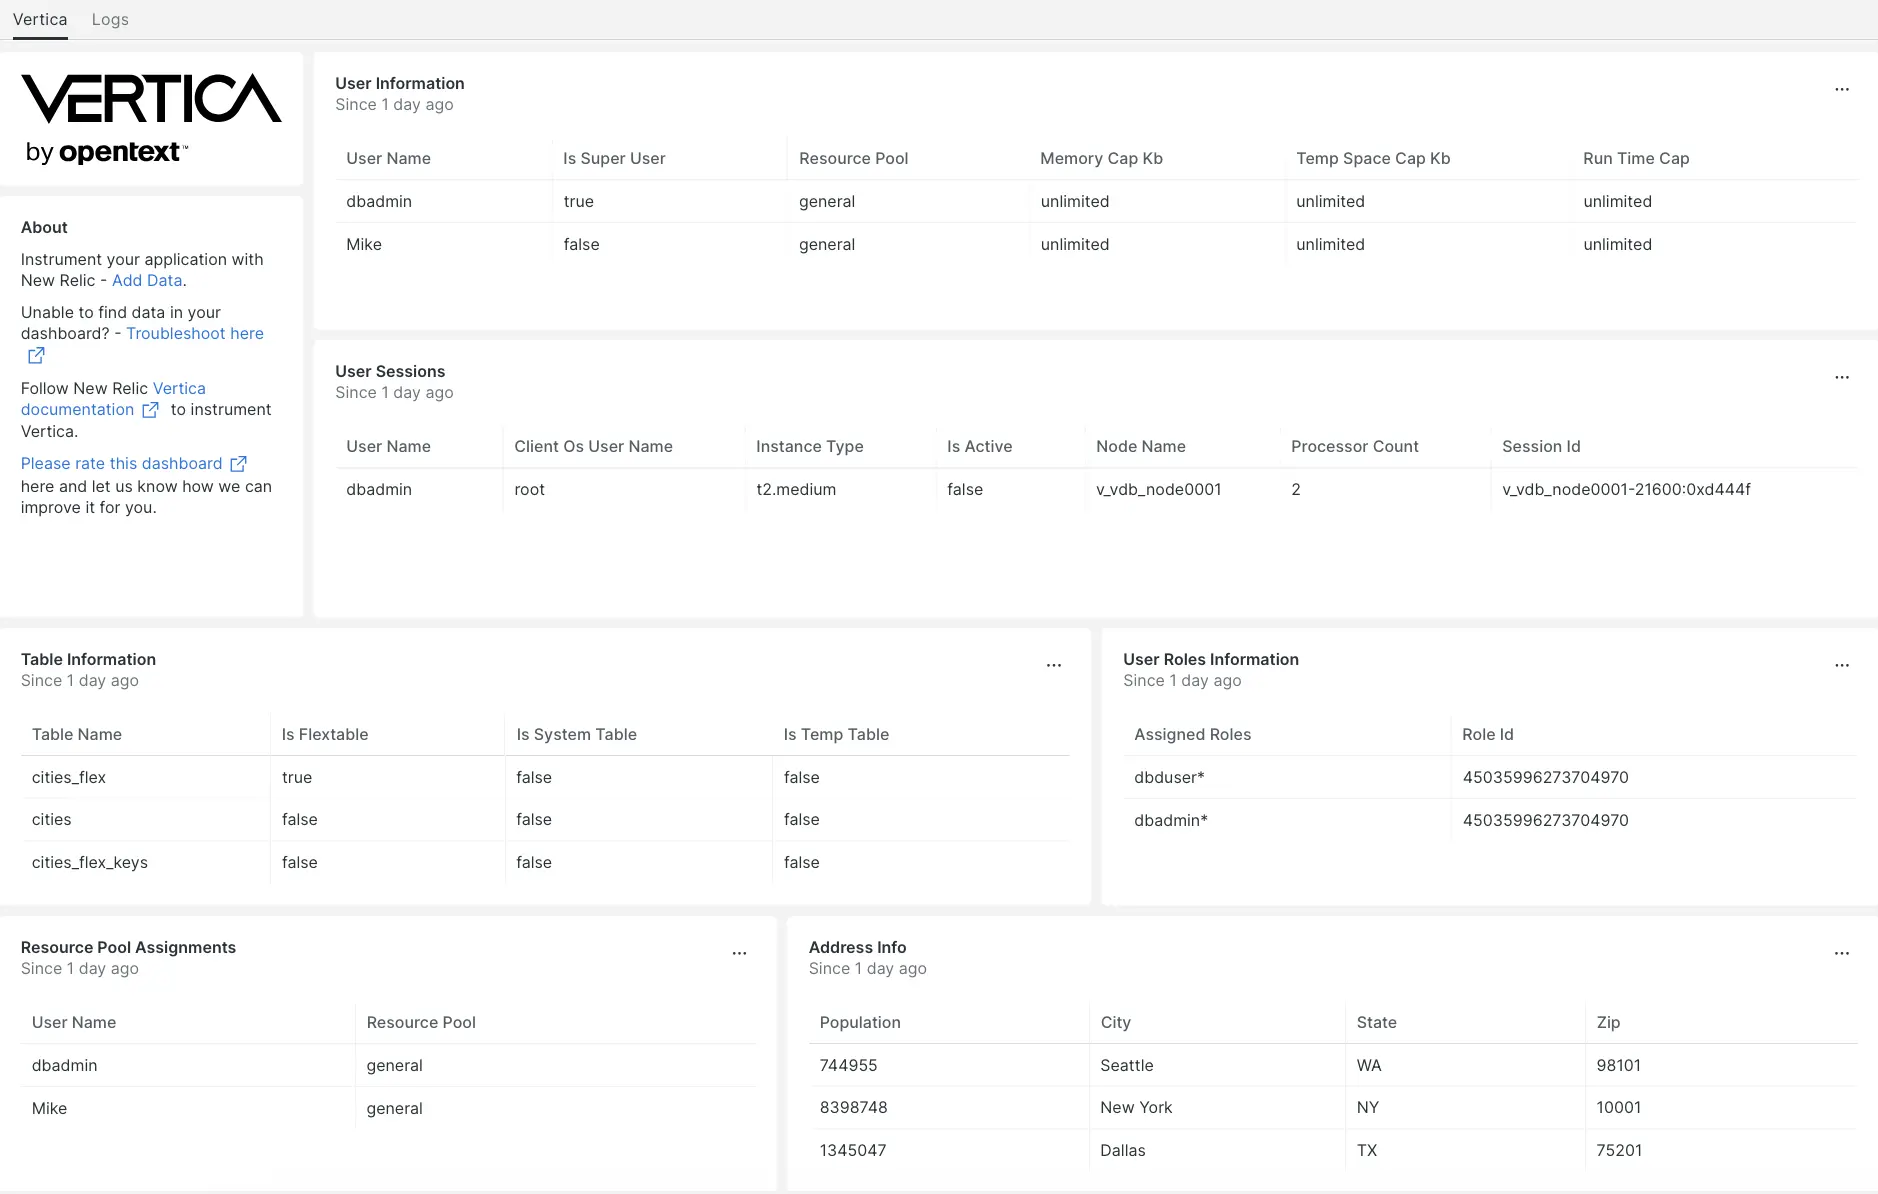 Vertica Logs
VERTICA
by opentext™
About
Instrument your application with
New Relic - Add Data.
Unable to find data in your
dashboard? - Troubleshoot here
Follow New Relic Vertica
documentation to instrument
Vertica.
Please rate this dashboard
here and let us know how we can
improve it for you.
User Information
Since 1 day ago
...
User Name Is Super User Resource Pool Memory Cap Kb Temp Space Cap Kb Run Time Cap
dbadmin true general unlimited unlimited unlimited
Mike false general unlimited unlimited unlimited
User Sessions
Since 1 day ago
...
User Name Client Os User Name Instance Type Is Active Node Name Processor Count Session Id
dbadmin root t2.medium false v_vdb_node0001 2 v_vdb_node0001-21600:0xd444f
Table Information
Since 1 day ago
...
Table Name Is Flextable Is System Table Is Temp Table
cities_flex true false false
cities false false false
cities_flex_keys false false false
User Roles Information
Since 1 day ago
...
Assigned Roles Role Id
dbduser* 45035996273704970
dbadmin* 45035996273704970
Resource Pool Assignments
Since 1 day ago
...
User Name Resource Pool
dbadmin general
Mike general
Address Info
Since 1 day ago
...
Population City State Zip
744955 Seattle WA 98101
8398748 New York NY 10001
1345047 Dallas TX 75201